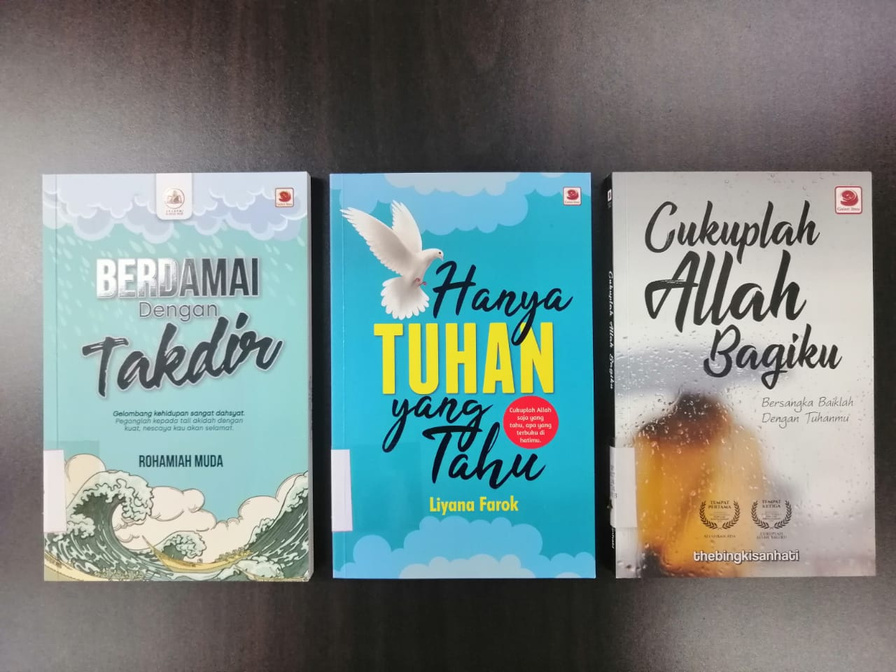 BERDAMAI
Dengan
Takdir
Gelombang kehidupan sangat dahsyat.
Peganglah kepada tali akidah dengan
kuat, nescaya kau akan selamat.
ROHAMIAH MUDA
Hanya
TUHAN
yang
Tahu
Cukuplah Allah
saja yang
tahu, apa yang
terbuku di
hatimu.
Liyana Farok
Cukuplah Allah Bagiku
Cukuplah
Allah
Bagiku
Bersangka Baiklah
Dengan Tuhanmu
TEMPAT
PERTAMA
TEMPAT
KETIGA
thebingkisanhati